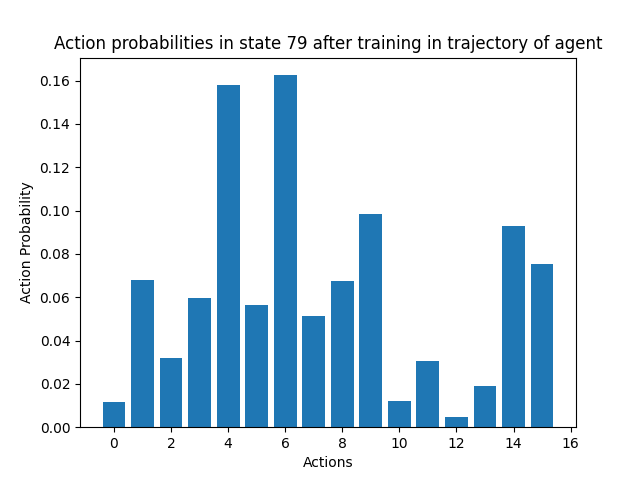 Action probabilities in state 79 after training in trajectory of agent
0.16
0.14
0.12
0.10
0.08
0.06
0.04
0.02
0.00
Action Probability
0 2 4 6 8 10 12 14 16
Actions